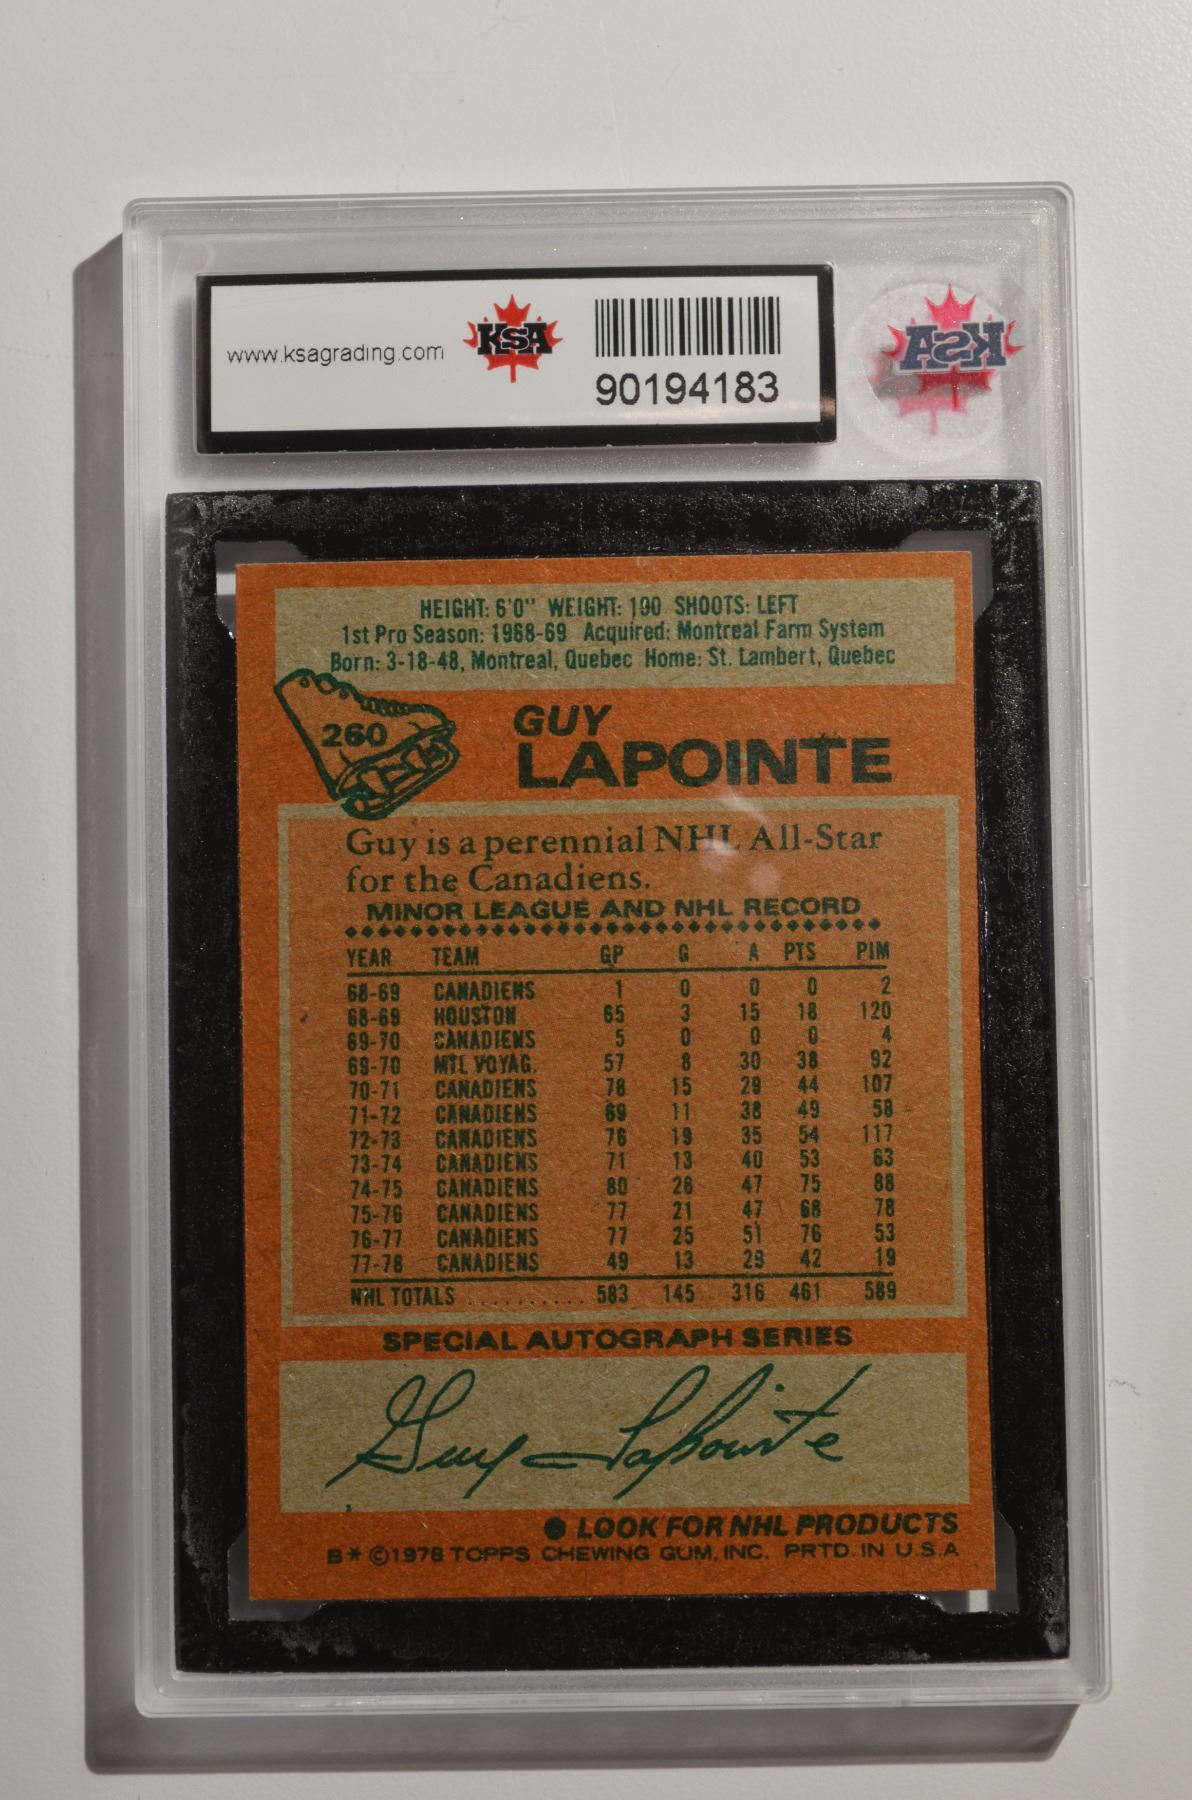 www.ksagrading.com
KSA
90194183
KSA
HEIGHT: 6'0" WEIGHT: 190 SHOOTS: LEFT
1st Pro Season: 1968-69 Acquired: Montreal Farm System
Born: 3-18-48, Montreal, Quebec Home: St. Lambert, Quebec
260
GUY
LAPOINTE
Guy is a perennial NHL All-Star
for the Canadiens.
MINOR LEAGUE AND NHL RECORD
YEAR TEAM GP G A PTS PIM
68-69 CANADIENS 1 0 0 0 2
68-69 HOUSTON 65 3 15 18 120
69-70 CANADIENS 5 0 0 0 4
69-70 MTL VOYAG. 57 8 30 38 92
70-71 CANADIENS 78 15 29 44 107
71-72 CANADIENS 69 11 38 49 58
72-73 CANADIENS 76 19 35 54 117
73-74 CANADIENS 71 13 40 53 63
74-75 CANADIENS 80 28 47 75 88
75-76 CANADIENS 77 21 47 68 78
76-77 CANADIENS 77 25 51 76 53
77-78 CANADIENS 49 13 29 42 19
NHL TOTALS .......... 583 145 316 461 589
SPECIAL AUTOGRAPH SERIES
Guy Lapointe
● LOOK FOR NHL PRODUCTS
B* ©1978 TOPPS CHEWING GUM, INC. PRTD. IN U.S.A